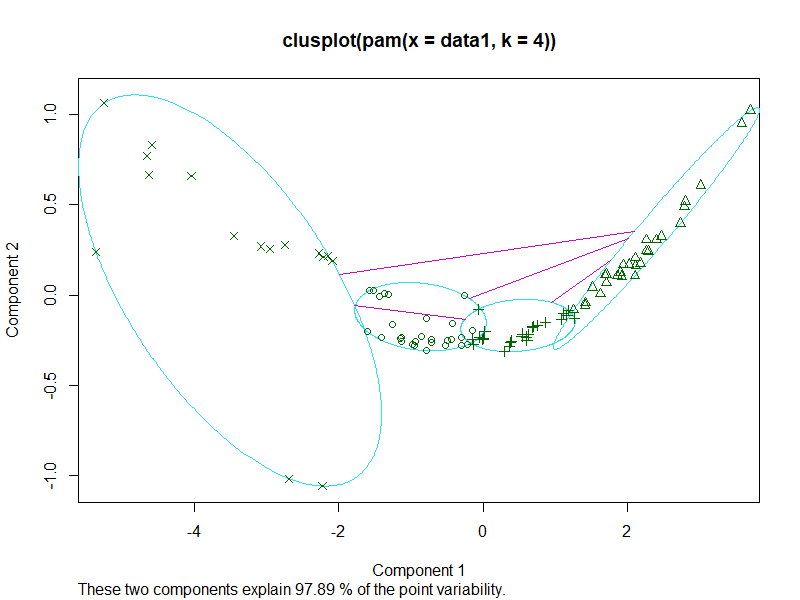 clusplot(pam(x = data1, k = 4))
1.0
0.5
0.0
-0.5
-1.0
Component 2
-4 -2 0 2
Component 1
These two components explain 97.89 % of the point variability.